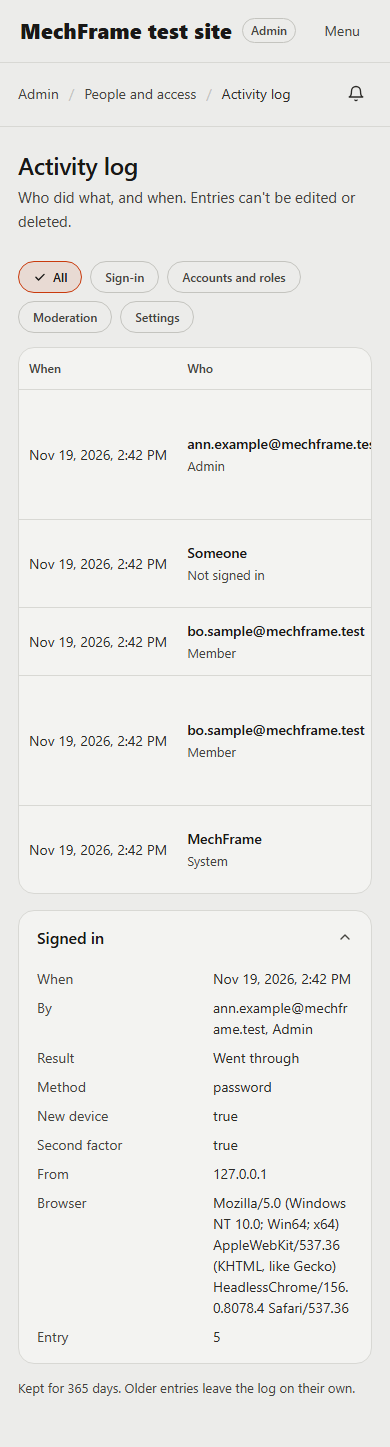 MechFrame test site Admin Menu
Admin / People and access / Activity log
Activity log
Who did what, and when. Entries can't be edited or
deleted.
All Sign-in Accounts and roles
Moderation Settings
When Who
Nov 19, 2026, 2:42 PM ann.example@mechframe.tes
Admin
Nov 19, 2026, 2:42 PM Someone
Not signed in
Nov 19, 2026, 2:42 PM bo.sample@mechframe.test
Member
Nov 19, 2026, 2:42 PM bo.sample@mechframe.test
Member
Nov 19, 2026, 2:42 PM MechFrame
System
Signed in
When Nov 19, 2026, 2:42 PM
By ann.example@mechfr
ame.test, Admin
Result Went through
Method password
New device true
Second factor true
From 127.0.0.1
Browser Mozilla/5.0 (Windows
NT 10.0; Win64; x64)
AppleWebKit/537.36
(KHTML, like Gecko)
HeadlessChrome/156.
0.8078.4 Safari/537.36
Entry 5
Kept for 365 days. Older entries leave the log on their own.